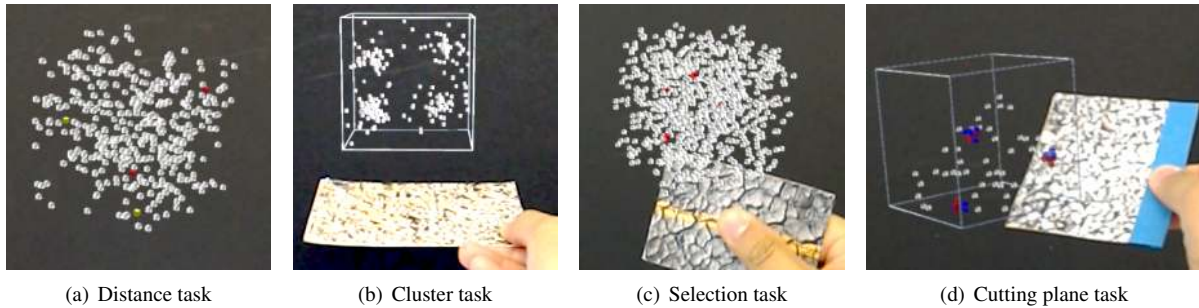 (a) Distance task
(b) Cluster task
(c) Selection task
(d) Cutting plane task